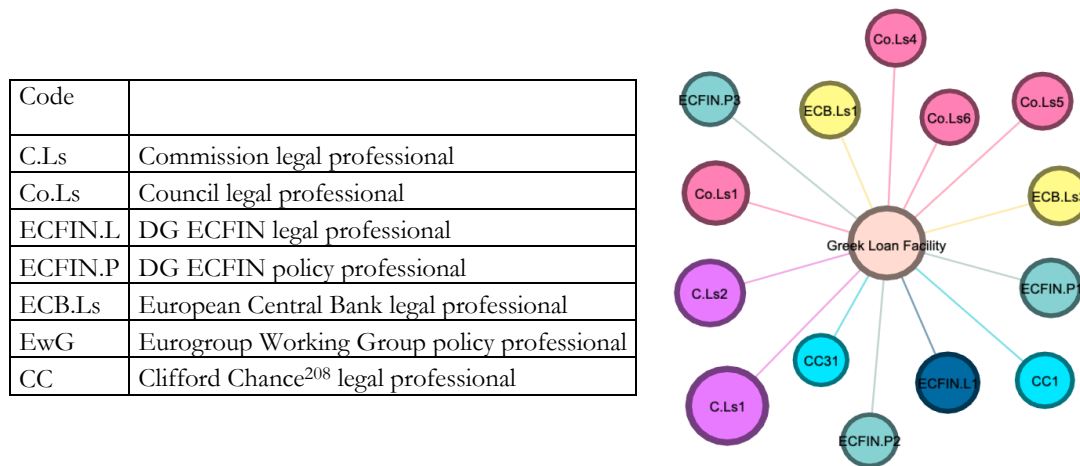 Code
C.Ls Commission legal professional
Co.Ls Council legal professional
ECFIN.L DG ECFIN legal professional
ECFIN.P DG ECFIN policy professional
ECB.Ls European Central Bank legal professional
EwG Eurogroup Working Group policy professional
CC Clifford Chance²⁰⁸ legal professional
Co.Ls4
ECFIN.P3
ECB.Ls1
Co.Ls6
Co.Ls5
Co.Ls1
ECB.Ls3
Greek Loan Facility
C.Ls2
ECFIN.P1
CC31
ECFIN.L1
CC1
C.Ls1
ECFIN.P2